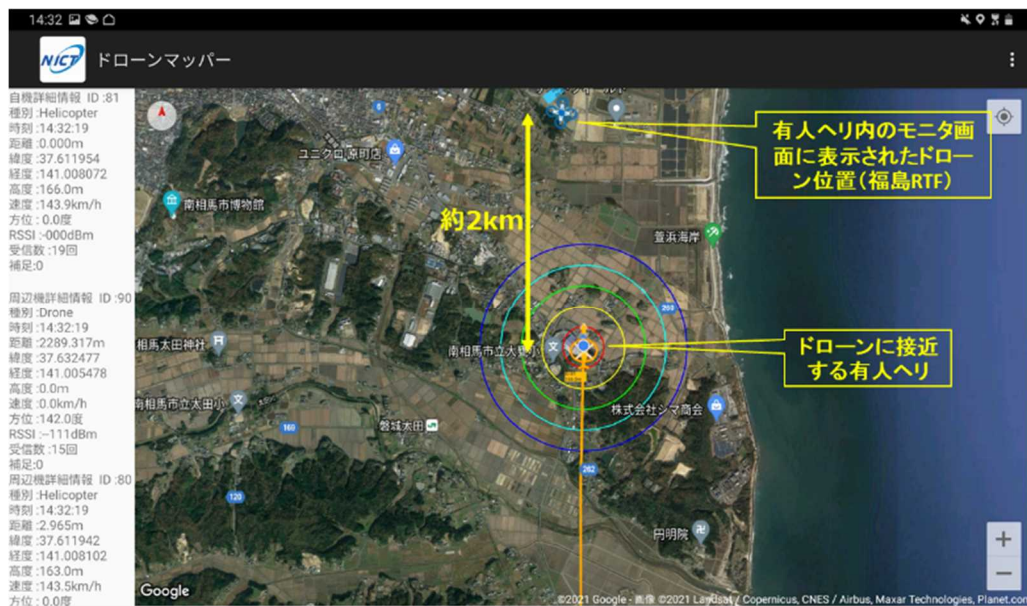 14:32
NICT
ドローンマッパー
自機詳細情報 ID :81
種別 :Helicopter
時刻 :14:32:19
距離 :0.000m
緯度 :37.611954
経度 :141.008072
高度 :166.0m
速度 :143.9km/h
方位 : 0.0度
RSSI :-000dBm
受信数 :19回
補足:0
周辺機詳細情報 ID :90
種別 :Drone
時刻 :14:32:19
距離 :2289.317m
緯度 :37.632477
経度 :141.005478
高度 :0.0m
速度 :0.0km/h
方位 : 142.0度
RSSI :-111dBm
受信数 :15回
補足:0
周辺機詳細情報 ID :80
種別 :Helicopter
時刻 :14:32:19
距離 :2.965m
緯度 :37.611942
経度 :141.008102
高度 :163.0m
速度 :143.5km/h
方位 : 0.0度
6
ユニクロ 原町店
南相馬市博物館
有人ヘリ内のモニタ画
面に表示されたドロー
ン位置(福島RTF)
約2km
萱浜海岸
260
相馬太田神社
南相馬市立大甕小
ドローンに接近
する有人ヘリ
南相馬市立太田小
株式会社シマ商会
磐城太田
160
262
120
円明院
Google
©2021 Google - 画像 ©2021 Landsat / Copernicus, CNES / Airbus, Maxar Technologies, Planet.com